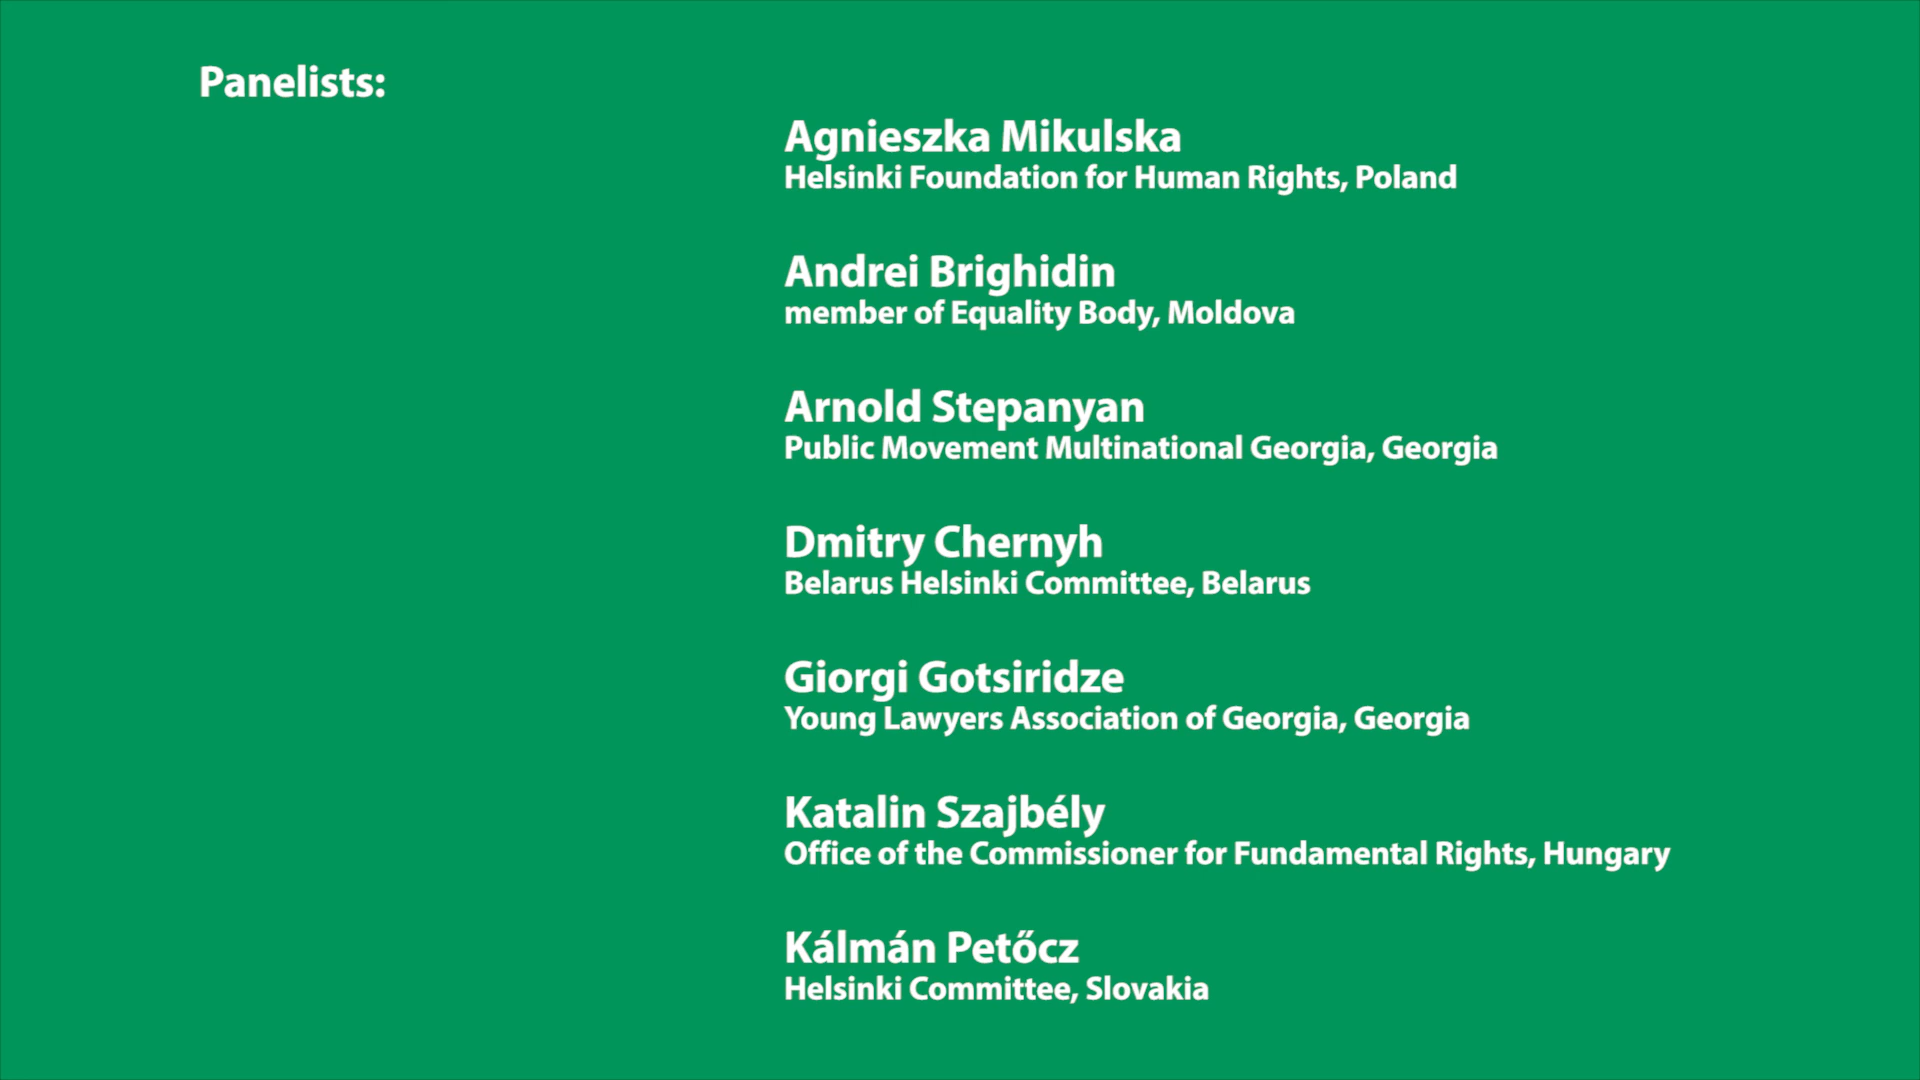 Panelists:
Agnieszka Mikulska
Helsinki Foundation for Human Rights, Poland
Andrei Brighidin
member of Equality Body, Moldova
Arnold Stepanyan
Public Movement Multinational Georgia, Georgia
Dmitry Chernyh
Belarus Helsinki Committee, Belarus
Giorgi Gotsiridze
Young Lawyers Association of Georgia, Georgia
Katalin Szajbély
Office of the Commissioner for Fundamental Rights, Hungary
Kálmán Petőcz
Helsinki Committee, Slovakia